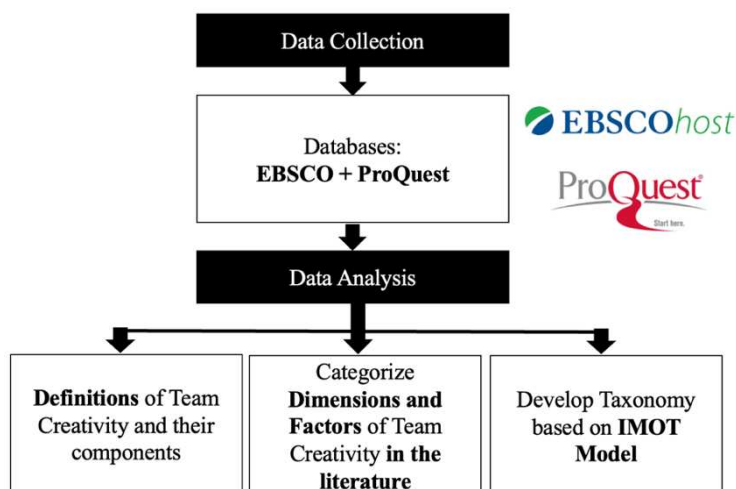 Data Collection
Databases:
EBSCO + ProQuest
EBSCOhost
ProQuest
Start here.
Data Analysis
Definitions of Team
Creativity and their
components
Categorize
Dimensions and
Factors of Team
Creativity in the
literature
Develop Taxonomy
based on IMOT
Model